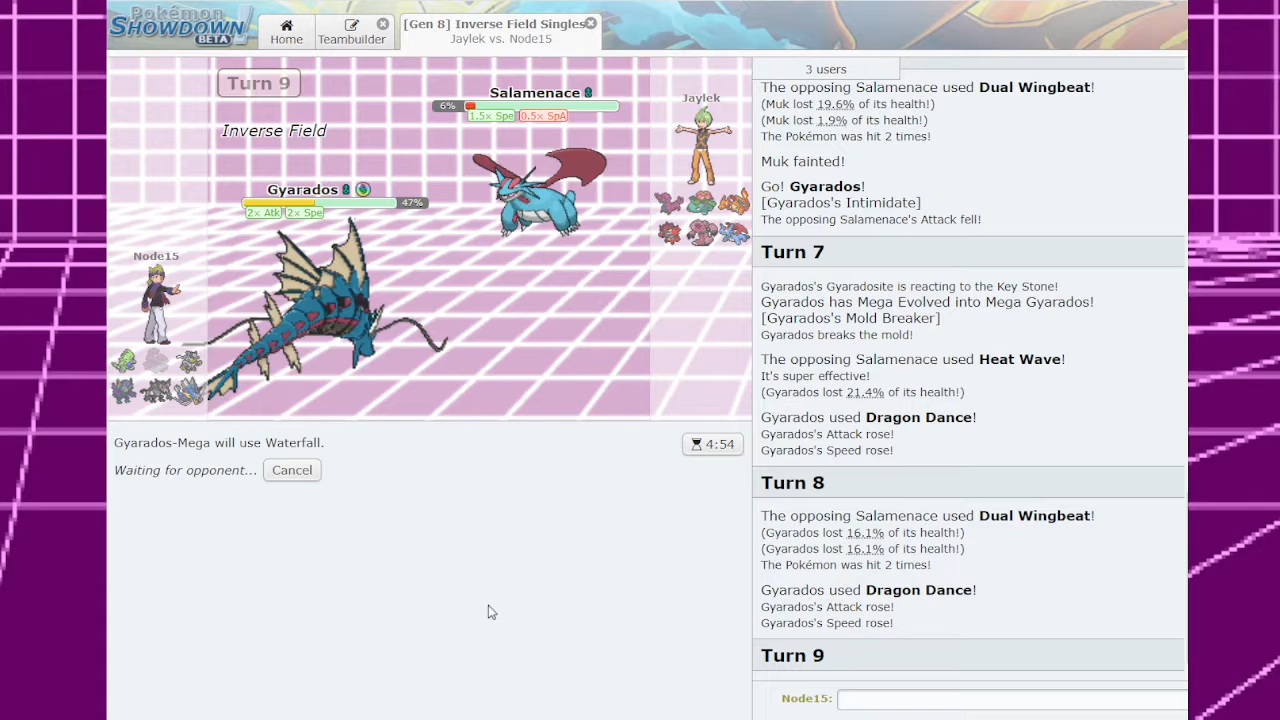 Pokémon
SHOWDOWN!
BETA
Home
Teambuilder
[Gen 8] Inverse Field Singles
Jaylek vs. Node15
Turn 9
Inverse Field
Salamenace
6%
1.5× Spe 0.5× SpA
Gyarados
47%
2× Atk 2× Spe
Node15
Jaylek
Gyarados-Mega will use Waterfall.
4:54
Waiting for opponent... Cancel
3 users
The opposing Salamenace used Dual Wingbeat!
(Muk lost 19.6% of its health!)
(Muk lost 1.9% of its health!)
The Pokémon was hit 2 times!
Muk fainted!
Go! Gyarados!
[Gyarados's Intimidate]
The opposing Salamenace's Attack fell!
Turn 7
Gyarados's Gyaradosite is reacting to the Key Stone!
Gyarados has Mega Evolved into Mega Gyarados!
[Gyarados's Mold Breaker]
Gyarados breaks the mold!
The opposing Salamenace used Heat Wave!
It's super effective!
(Gyarados lost 21.4% of its health!)
Gyarados used Dragon Dance!
Gyarados's Attack rose!
Gyarados's Speed rose!
Turn 8
The opposing Salamenace used Dual Wingbeat!
(Gyarados lost 16.1% of its health!)
(Gyarados lost 16.1% of its health!)
The Pokémon was hit 2 times!
Gyarados used Dragon Dance!
Gyarados's Attack rose!
Gyarados's Speed rose!
Turn 9
Node15: